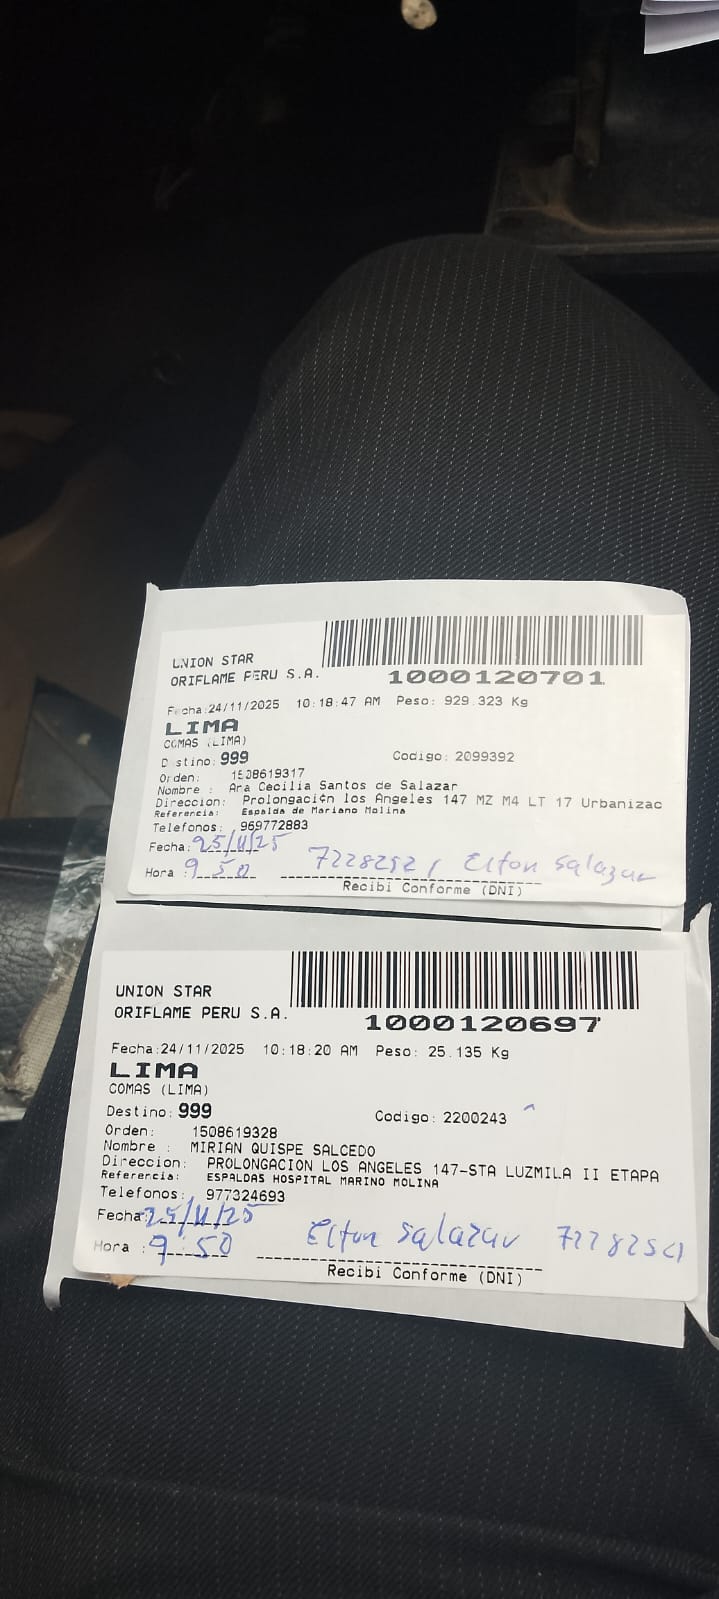 UNION STAR
ORIFLAME PERU S.A.
1000120701
Fecha:24/11/2025 10:18:47 AM Peso: 929.323 Kg
LIMA
COMAS (LIMA)
D stino: 999 Codigo: 2099392
Orden: 1508619317
Nombre : Ana Cecilia Santos de Salazar
Direccion: Prolongación los Angeles 147 MZ M4 LT 17 Urbanizac
Referencia: Espalda de Mariano Molina
Telefonos: 969772883
Fecha: 25/11/25
Hora : 9 50 Elton Salazar
Recibi Conforme (DNI)
UNION STAR
ORIFLAME PERU S.A.
1000120697
Fecha:24/11/2025 10:18:20 AM Peso: 25.135 Kg
LIMA
COMAS (LIMA)
Destino: 999 Codigo: 2200243
Orden: 1508619328
Nombre : MIRIAN QUISPE SALCEDO
Direccion: PROLONGACION LOS ANGELES 147-STA LUZMILA II ETAPA
Referencia: ESPALDAS HOSPITAL MARINO MOLINA
Telefonos: 977324693
Fecha: 25/11/25
Hora : 9:50 Elton Salazar
Recibi Conforme (DNI)